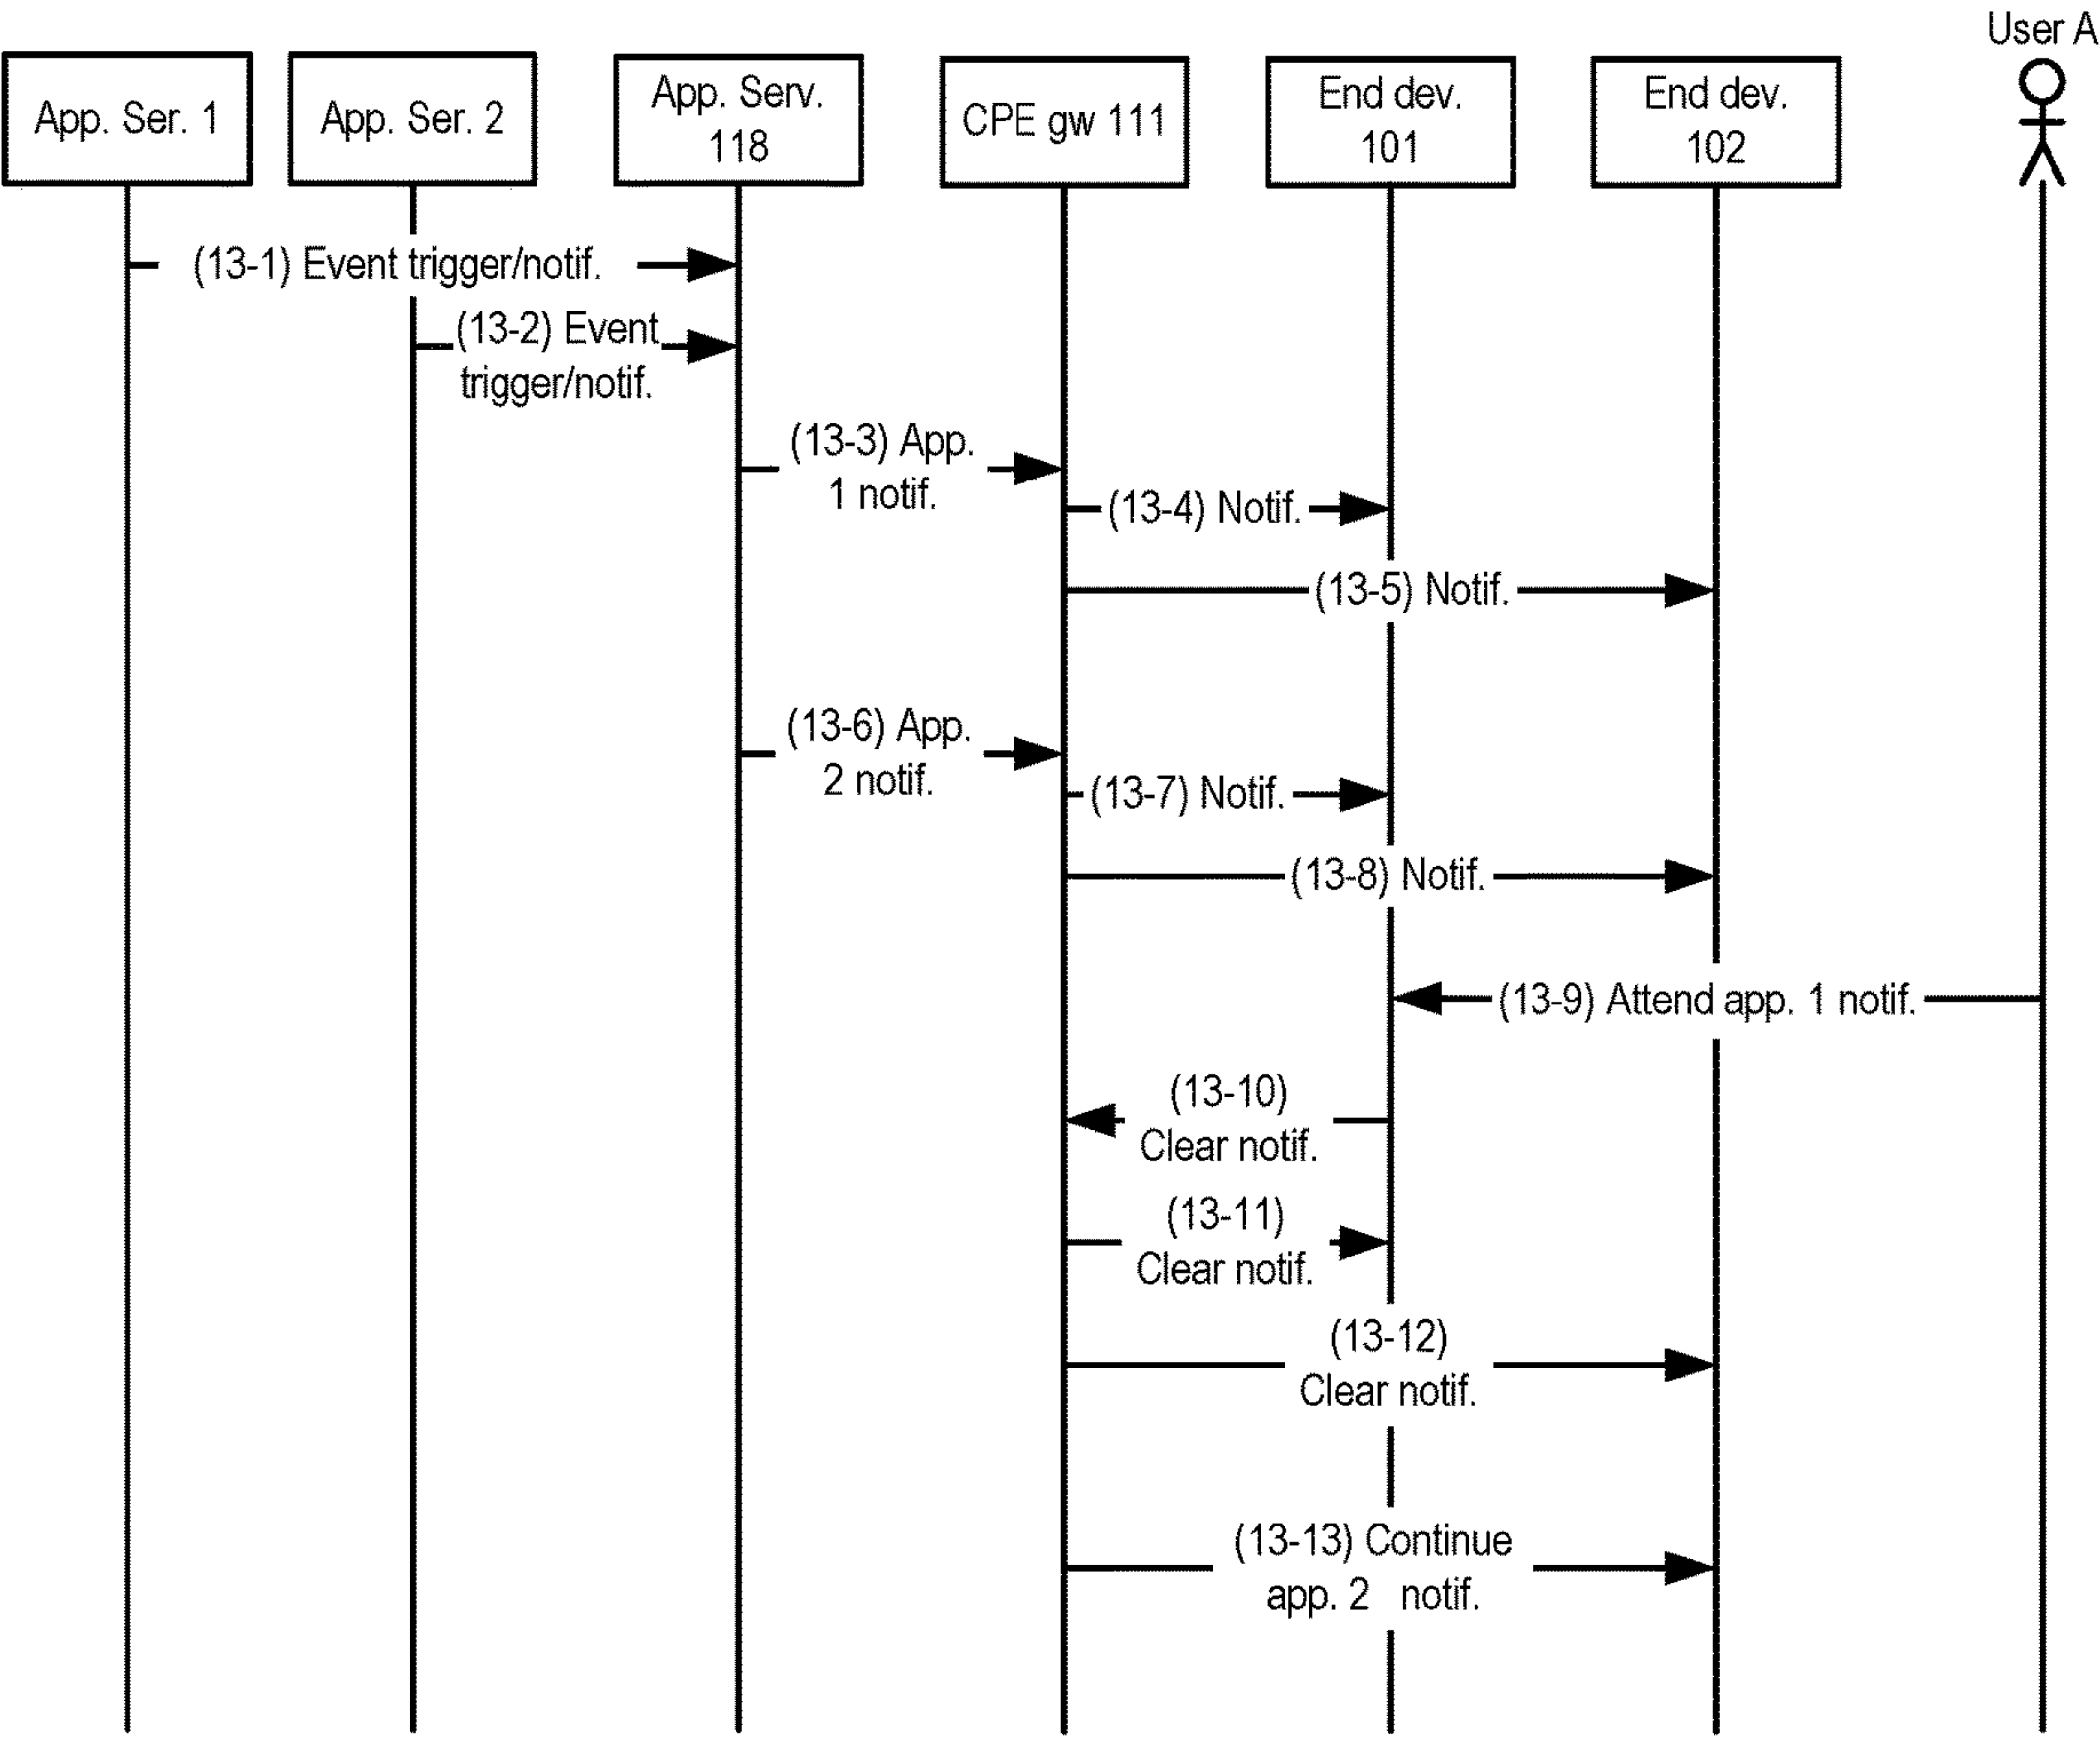 User A
App. Ser. 1
App. Ser. 2
App. Serv.
118
CPE gw 111
End dev.
101
End dev.
102
(13-1) Event trigger/notif.
(13-2) Event
trigger/notif.
(13-3) App.
1 notif.
(13-4) Notif.
(13-5) Notif.
(13-6) App.
2 notif.
(13-7) Notif.
(13-8) Notif.
(13-9) Attend app. 1 notif.
(13-10)
Clear notif.
(13-11)
Clear notif.
(13-12)
Clear notif.
(13-13) Continue
app. 2 notif.